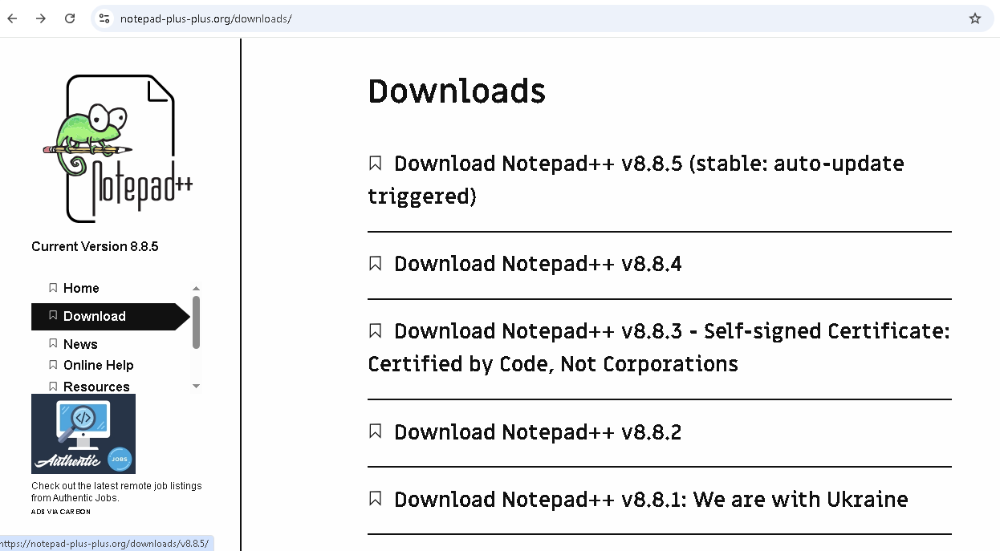 notepad-plus-plus.org/downloads/
Notepad++
Current Version 8.8.5
Home
Download
News
Online Help
Resources
Authentic JOBS
Check out the latest remote job listings
from Authentic Jobs.
ADS VIA CARBON
Downloads
Download Notepad++ v8.8.5 (stable: auto-update
triggered)
Download Notepad++ v8.8.4
Download Notepad++ v8.8.3 - Self-signed Certificate:
Certified by Code, Not Corporations
Download Notepad++ v8.8.2
Download Notepad++ v8.8.1: We are with Ukraine
https://notepad-plus-plus.org/downloads/v8.8.5/